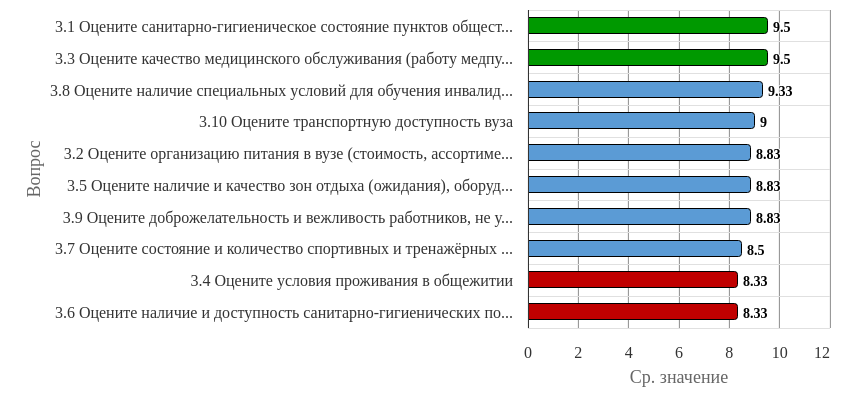 3.1 Оцените санитарно-гигиеническое состояние пунктов общест... 9.5
3.3 Оцените качество медицинского обслуживания (работу медпу... 9.5
3.8 Оцените наличие специальных условий для обучения инвалид... 9.33
3.10 Оцените транспортную доступность вуза 9
3.2 Оцените организацию питания в вузе (стоимость, ассортиме... 8.83
3.5 Оцените наличие и качество зон отдыха (ожидания), оборуд... 8.83
3.9 Оцените доброжелательность и вежливость работников, не у... 8.83
3.7 Оцените состояние и количество спортивных и тренажёрных ... 8.5
3.4 Оцените условия проживания в общежитии 8.33
3.6 Оцените наличие и доступность санитарно-гигиенических по... 8.33
Вопрос
0 2 4 6 8 10 12
Ср. значение